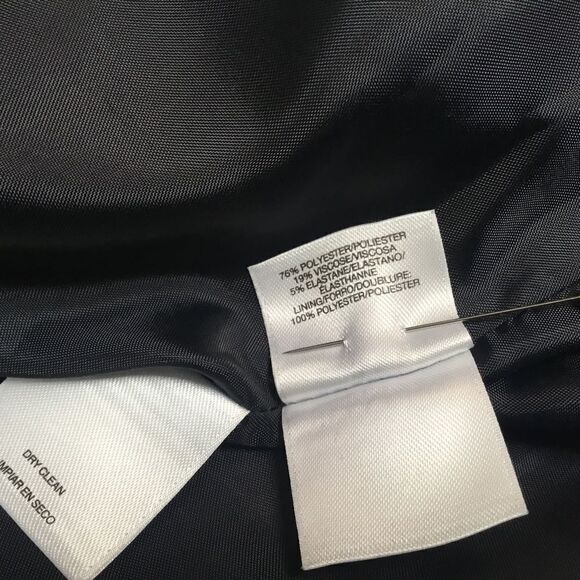 76% POLYESTER/POLIESTER
19% VISCOSE/VISCOSA
5% ELASTANE/ELASTANO/
ÉLASTHANNE
LINING/FORRO/DOUBLURE:
100% POLYESTER/POLIESTER
DRY CLEAN
IMPIAR EN SECO